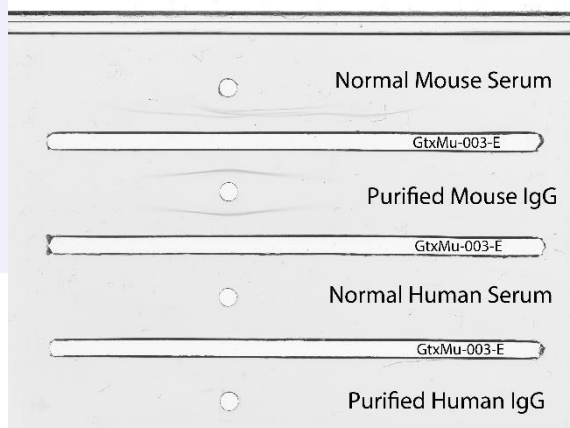 Normal Mouse Serum
GtxMu-003-E
Purified Mouse IgG
GtxMu-003-E
Normal Human Serum
GtxMu-003-E
Purified Human IgG